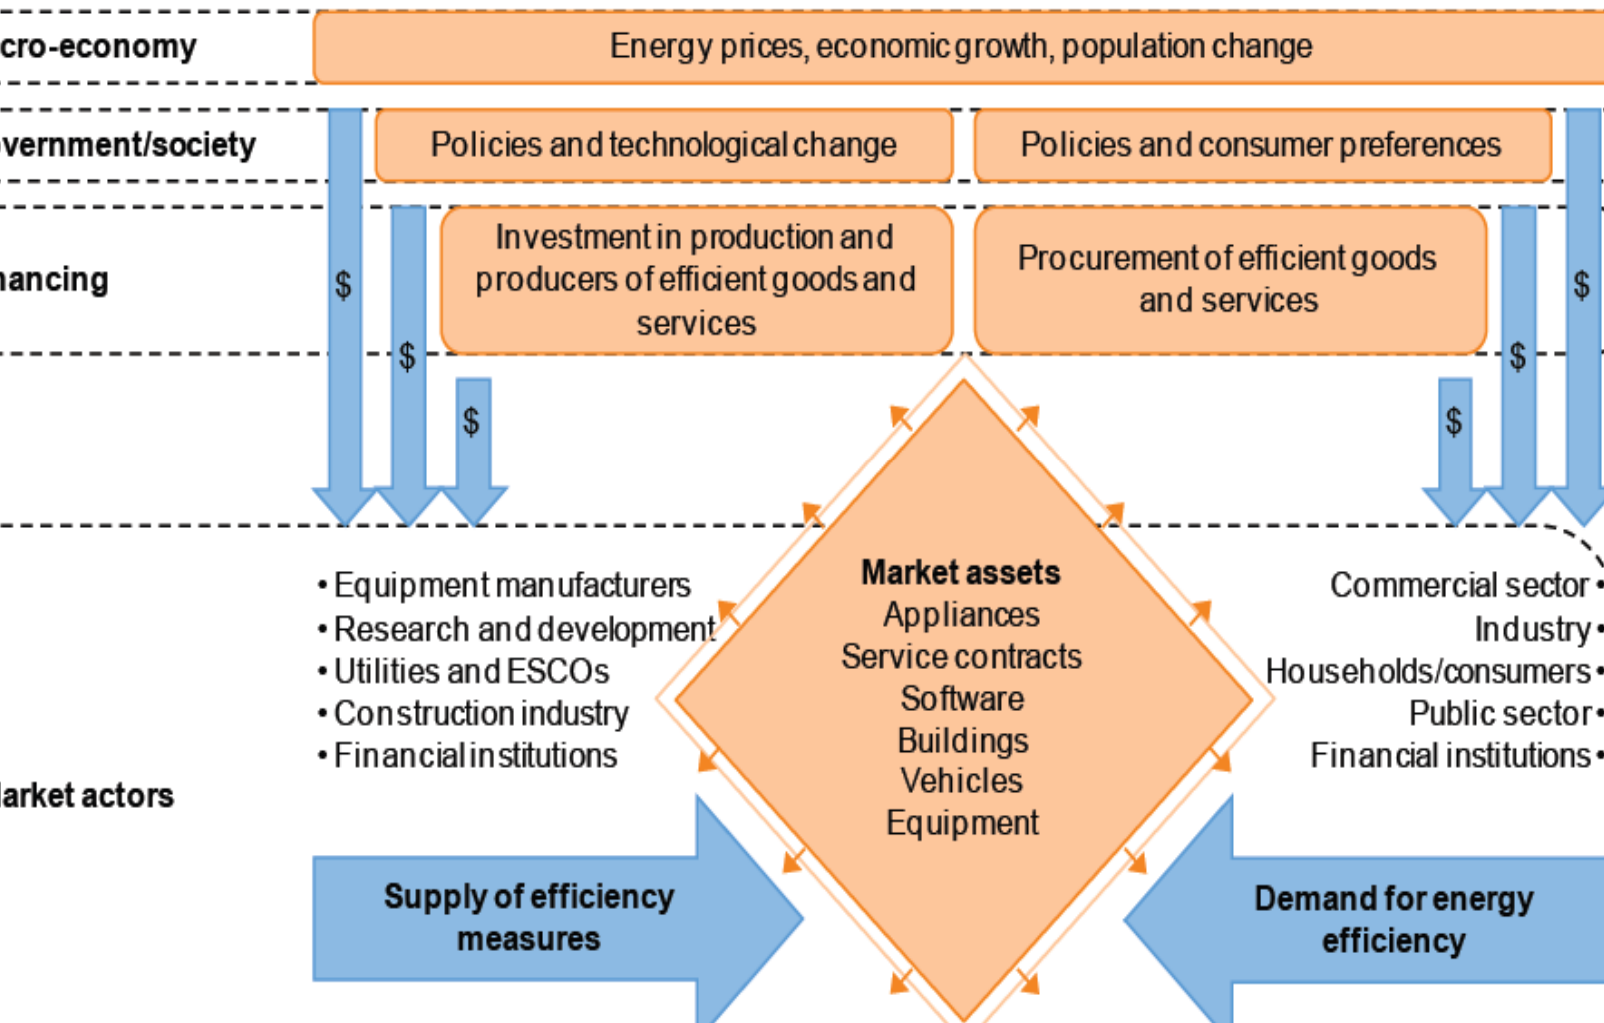 cro-economy
Energy prices, economic growth, population change
vernment/society
Policies and technological change
Policies and consumer preferences
Investment in production and
producers of efficient goods and
services
Procurement of efficient goods
and services
nancing
$
$
$
$
$
$
• Equipment manufacturers
• Research and development
• Utilities and ESCOs
• Construction industry
• Financial institutions
Market assets
Appliances
Service contracts
Software
Buildings
Vehicles
Equipment
Commercial sector •
Industry •
Households/consumers •
Public sector •
Financial institutions •
arket actors
Supply of efficiency
measures
Demand for energy
efficiency